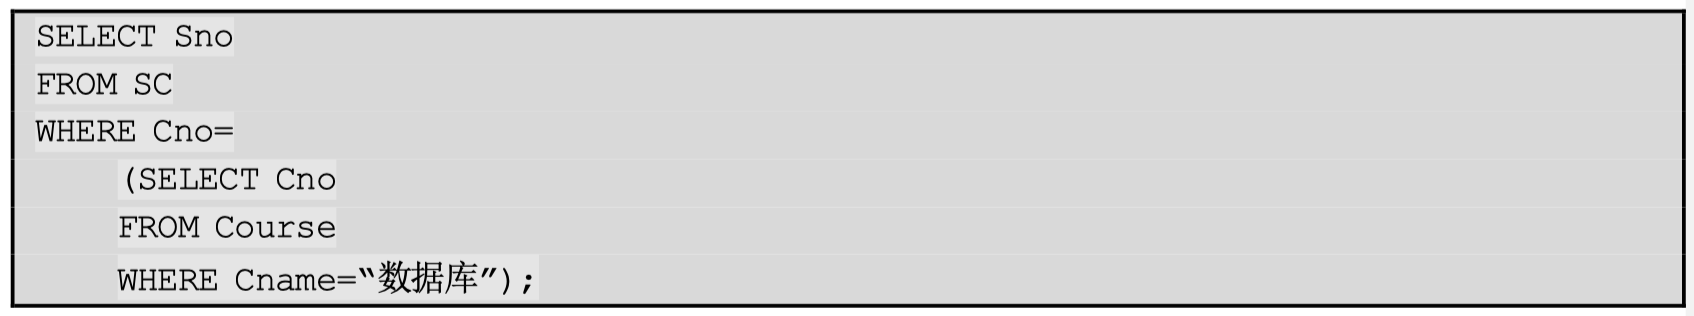 SELECT Sno
FROM SC
WHERE Cno=
(SELECT Cno
FROM Course
WHERE Cname=“数据库”);